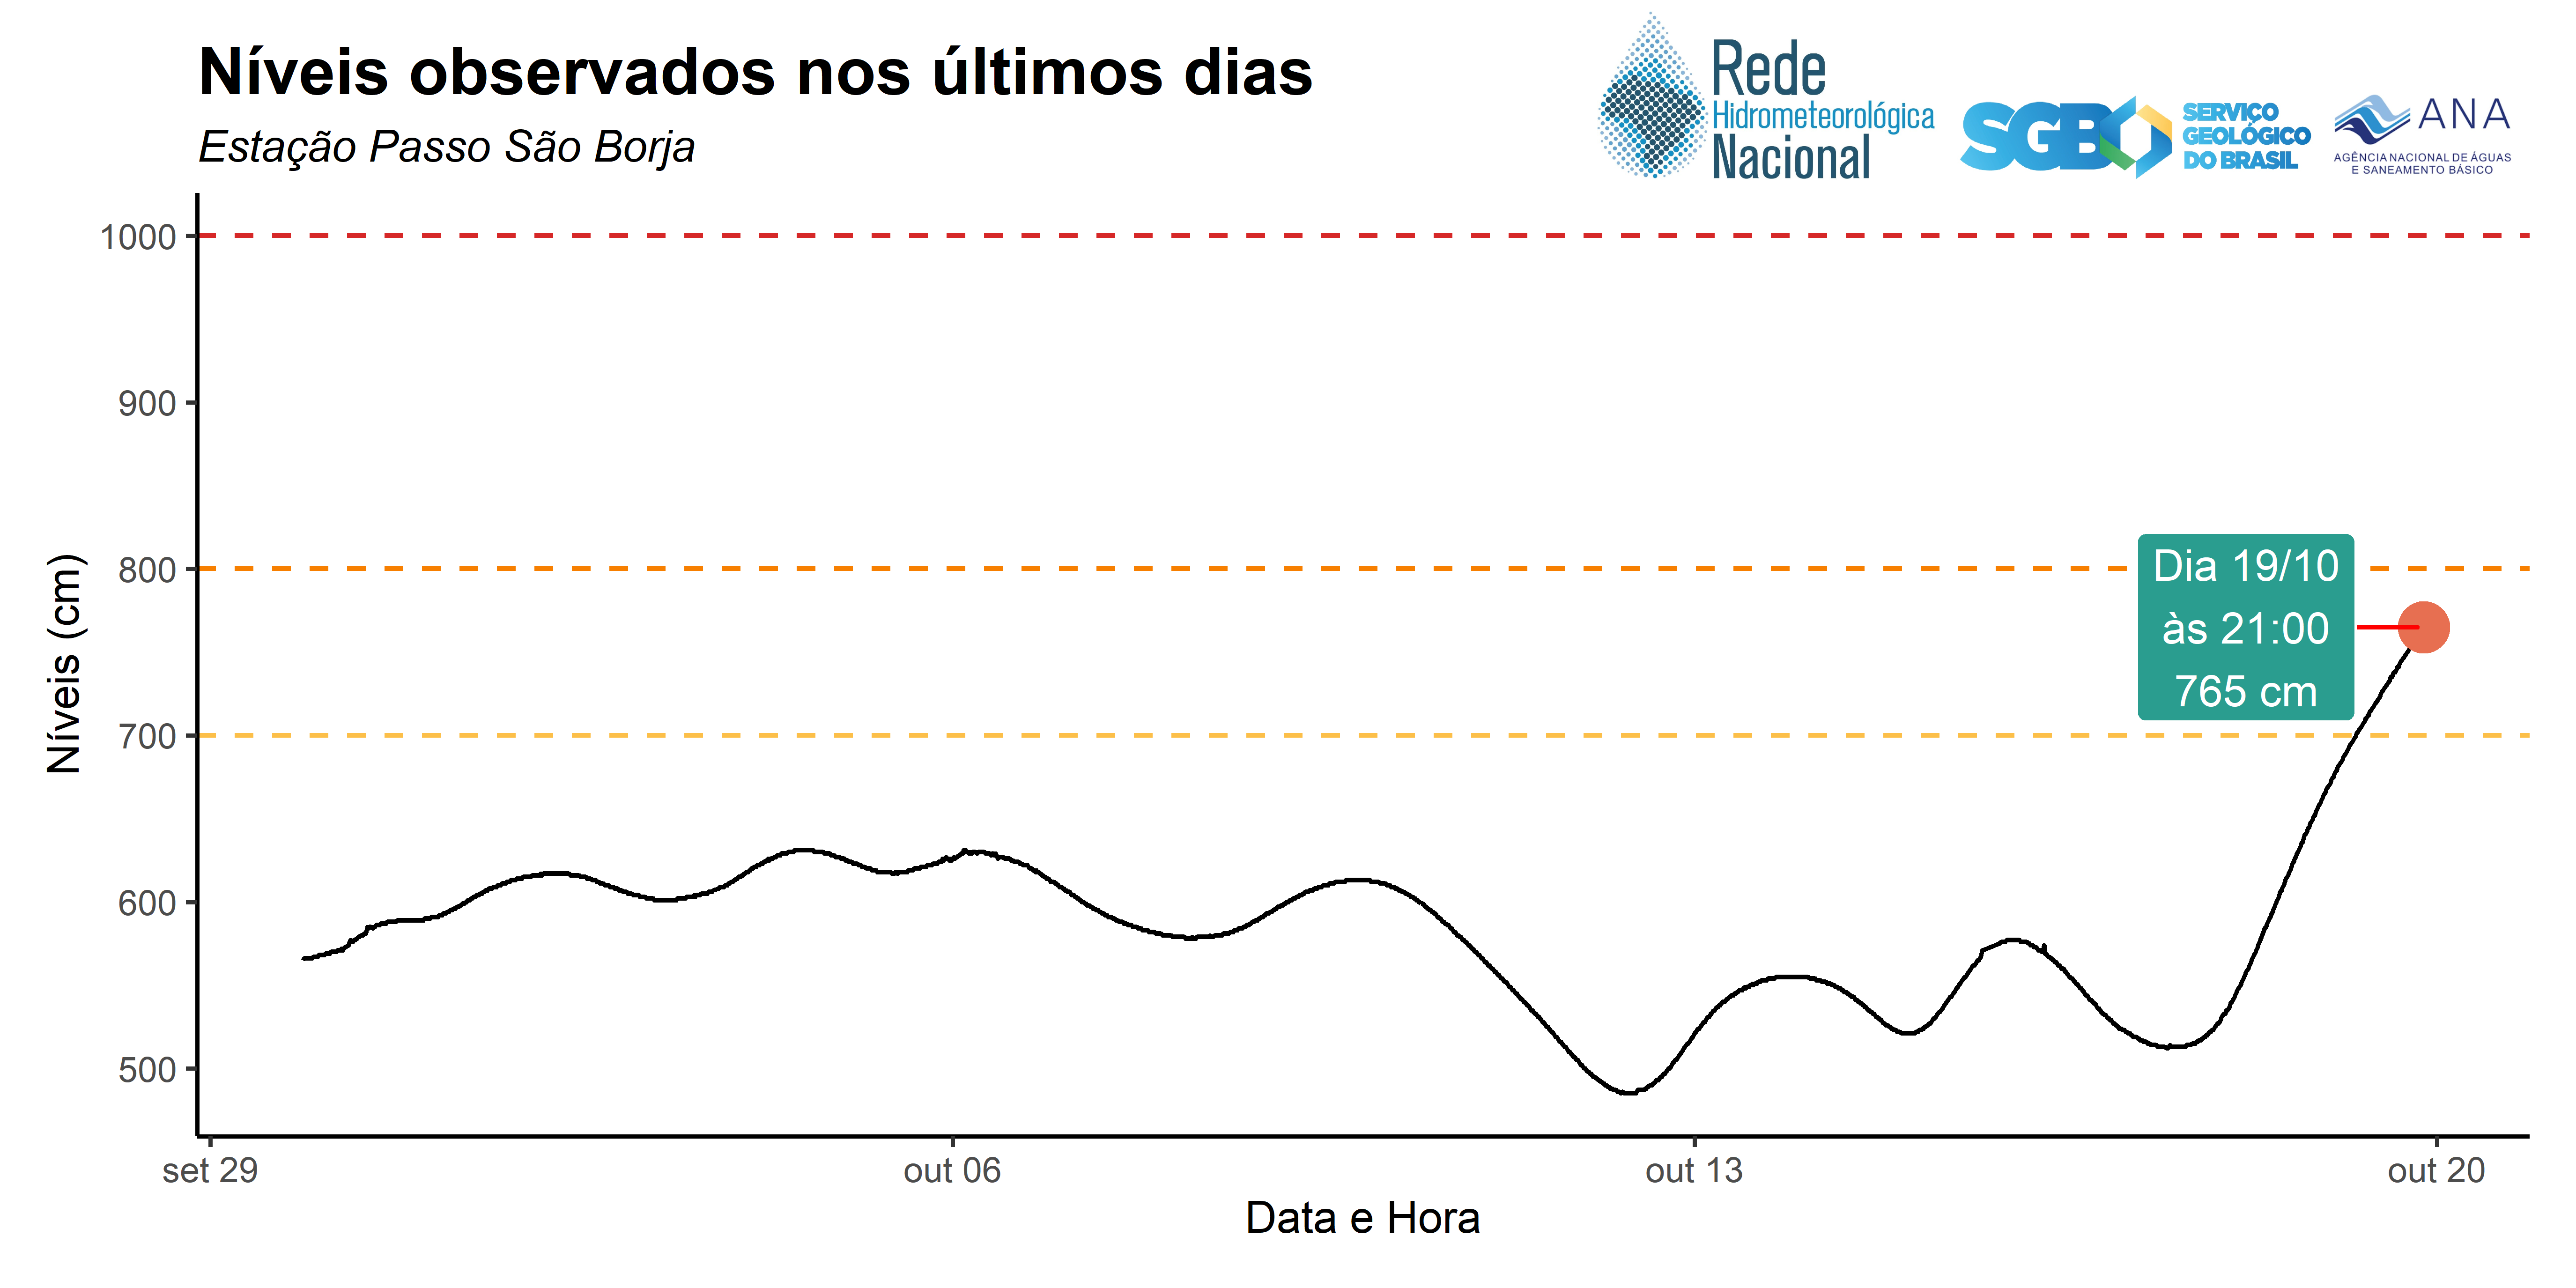 Níveis observados nos últimos dias
Estação Passo São Borja
Rede
Hidrometeorológica
Nacional
SGB
SERVIÇO
GEOLÓGICO
DO BRASIL
ANA
AGÊNCIA NACIONAL DE ÁGUAS
E SANEAMENTO BÁSICO
Níveis (cm)
1000
900
800
700
600
500
Dia 19/10
às 21:00
765 cm
set 29
out 06
out 13
out 20
Data e Hora